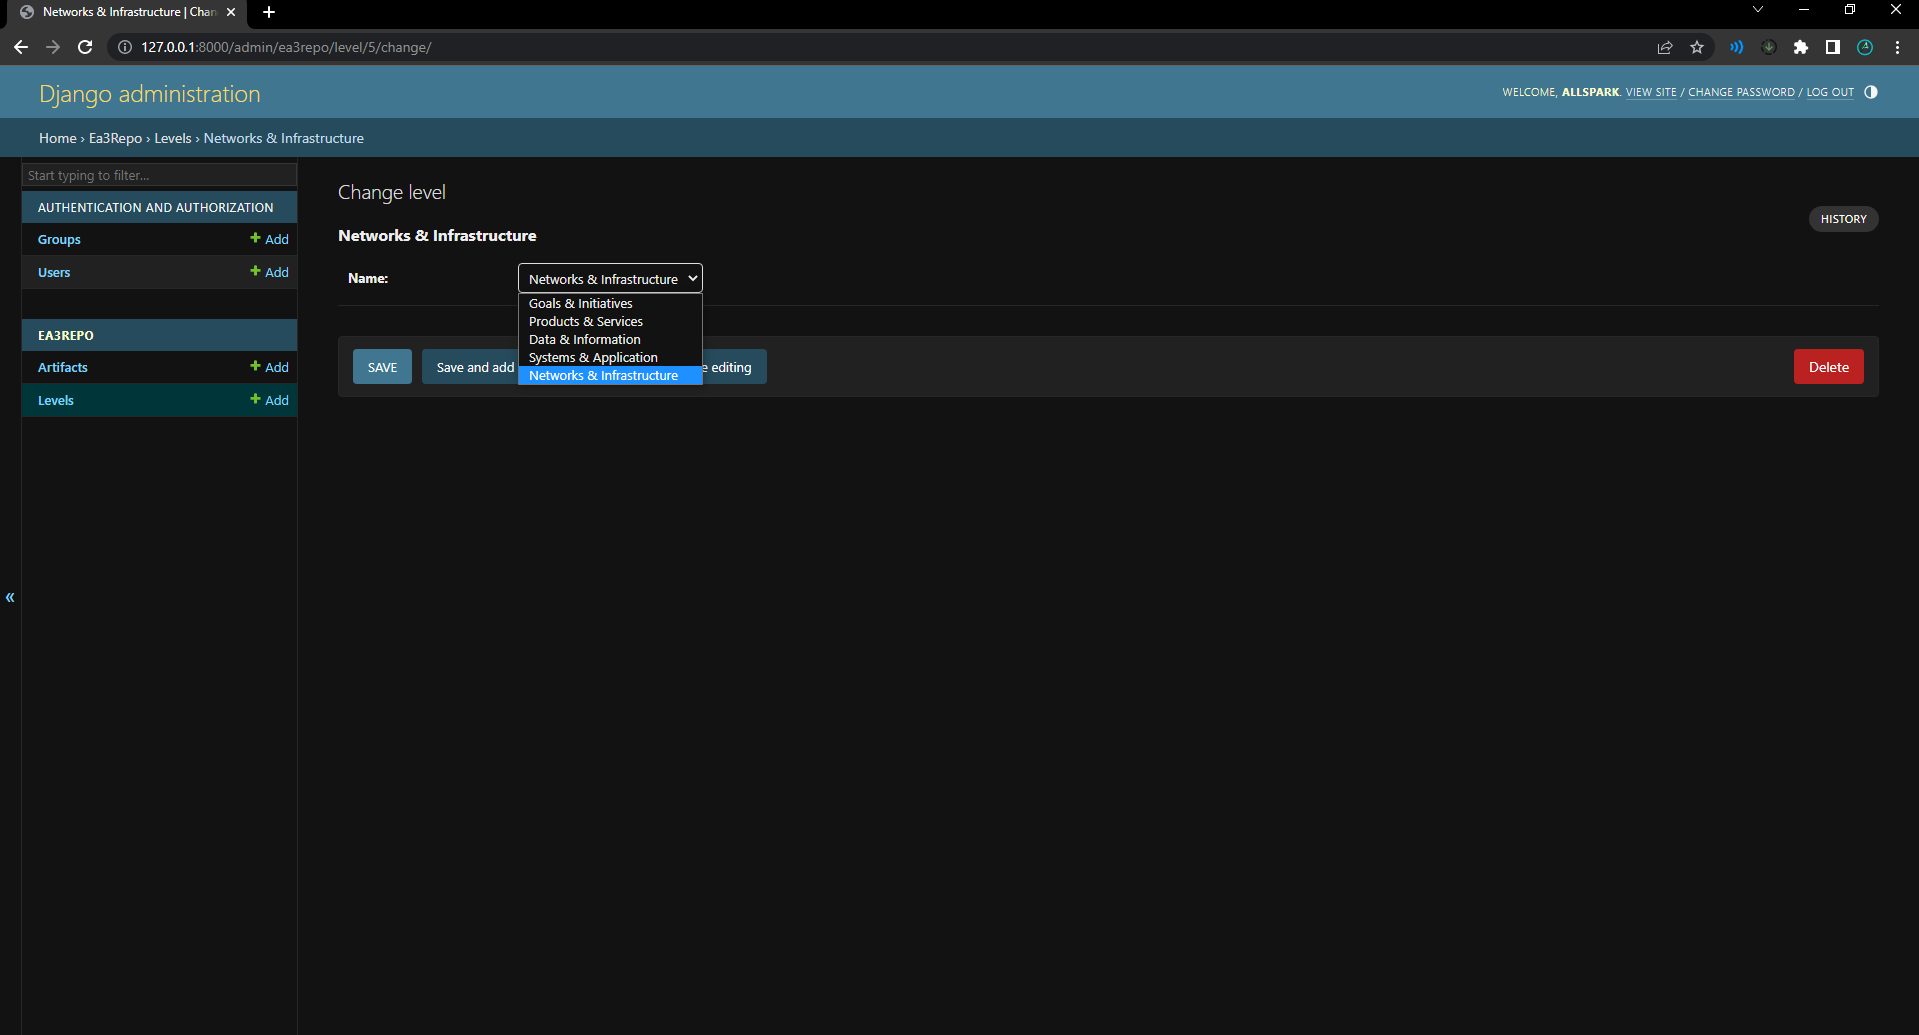 Networks & Infrastructure | Chan
127.0.0.1:8000/admin/ea3repo/level/5/change/
Django administration
WELCOME, ALLSPARK. VIEW SITE / CHANGE PASSWORD / LOG OUT
Home › Ea3Repo › Levels › Networks & Infrastructure
Start typing to filter...
AUTHENTICATION AND AUTHORIZATION
Groups + Add
Users + Add
EA3REPO
Artifacts + Add
Levels + Add
«
Change level
HISTORY
Networks & Infrastructure
Name:
Networks & Infrastructure
Goals & Initiatives
Products & Services
Data & Information
Systems & Application
Networks & Infrastructure
SAVE
Save and add
e editing
Delete